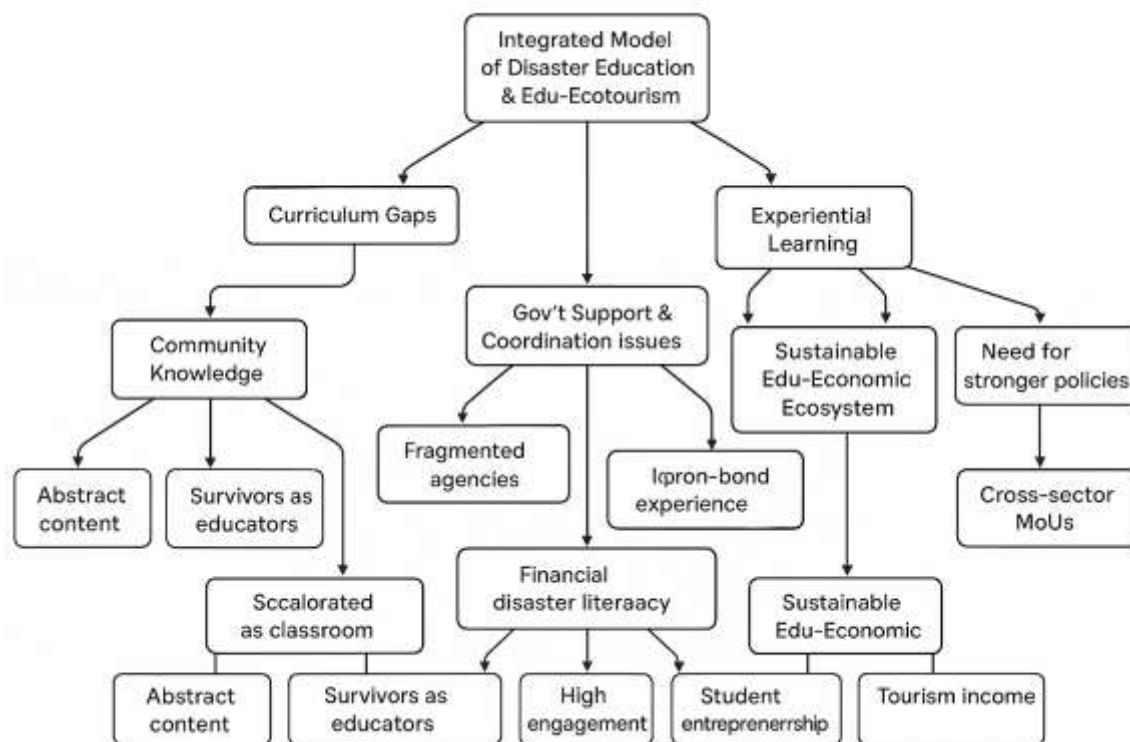 Integrated Model
of Disaster Education
& Edu-Ecotourism
Curriculum Gaps
Experiential
Learning
Gov't Support &
Coordination issues
Community
Knowledge
Sustainable
Edu-Economic
Ecosystem
Need for
stronger policies
Fragmented
agencies
Iφron-bond
experience
Abstract
content
Survivors as
educators
Cross-sector
MoUs
Sccalorated
as classroom
Financial
disaster literaacy
Sustainable
Edu-Economic
Abstract
content
Survivors as
educators
High
engagement
Student
entreprenerrship
Tourism income